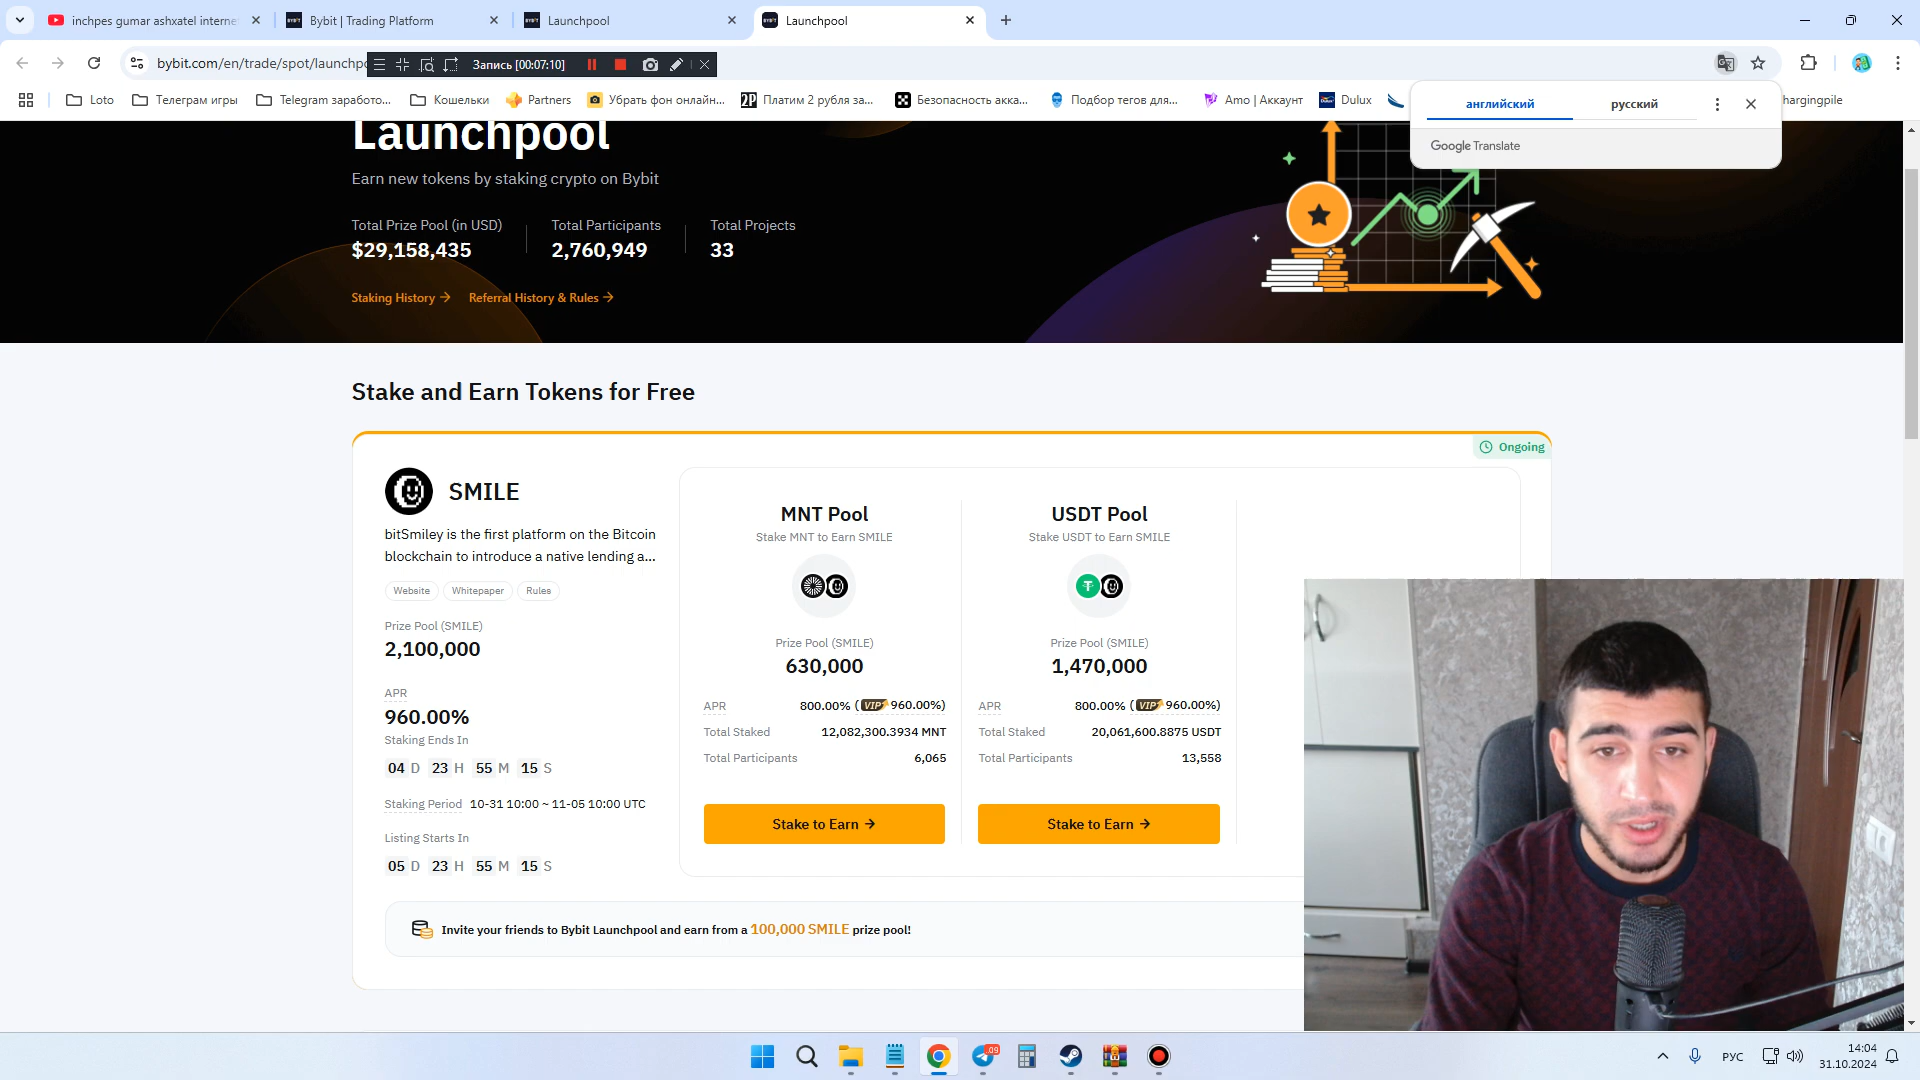 inchpes gumar ashxatel interne
Bybit | Trading Platform
Launchpool
Launchpool
bybit.com/en/trade/spot/launchpo
Запись [00:07:10]
Loto
Телеграм игры
Telegram заработо...
Кошельки
Partners
Убрать фон онлайн...
2P
Платим 2 рубля за...
Безопасность акка...
Подбор тегов для...
Amo | Аккаунт
Dulux
hargingpile
английский
русский
Google Translate
Launchpool
Earn new tokens by staking crypto on Bybit
Total Prize Pool (in USD)
$29,158,435
Total Participants
2,760,949
Total Projects
33
Staking History →
Referral History & Rules →
Stake and Earn Tokens for Free
Ongoing
SMILE
bitSmiley is the first platform on the Bitcoin
blockchain to introduce a native lending a...
Website
Whitepaper
Rules
Prize Pool (SMILE)
2,100,000
APR
960.00%
Staking Ends In
04 D 23 H 55 M 15 S
Staking Period 10-31 10:00 ~ 11-05 10:00 UTC
Listing Starts In
05 D 23 H 55 M 15 S
MNT Pool
Stake MNT to Earn SMILE
Prize Pool (SMILE)
630,000
APR 800.00% (VIP 960.00%)
Total Staked 12,082,300.3934 MNT
Total Participants 6,065
Stake to Earn →
USDT Pool
Stake USDT to Earn SMILE
Prize Pool (SMILE)
1,470,000
APR 800.00% (VIP 960.00%)
Total Staked 20,061,600.8875 USDT
Total Participants 13,558
Stake to Earn →
Invite your friends to Bybit Launchpool and earn from a 100,000 SMILE prize pool!
РУС
14:04
31.10.2024